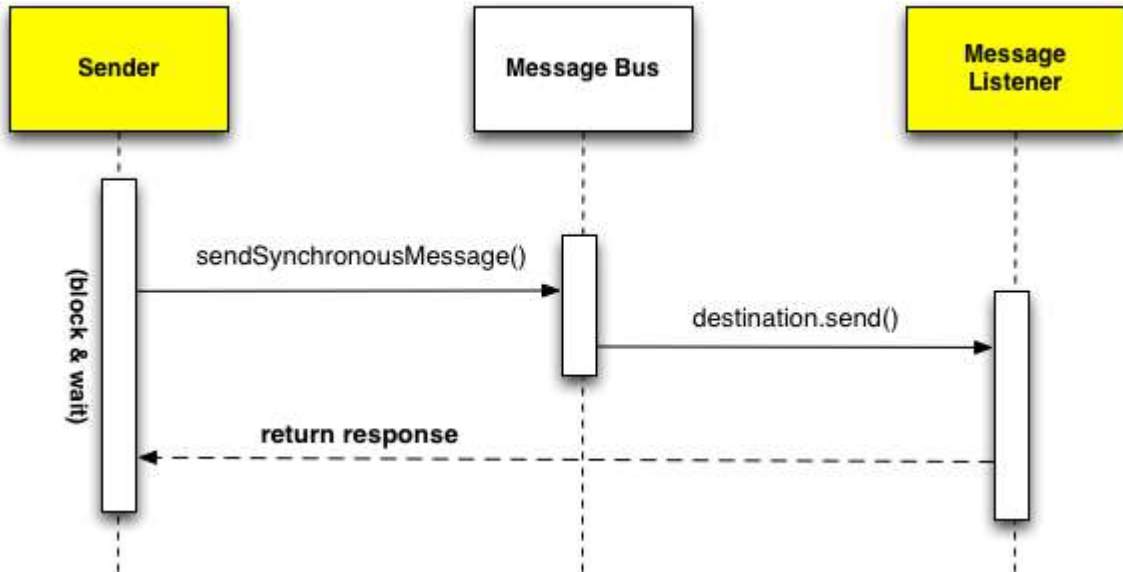 Sender
Message Bus
Message
Listener
sendSynchronousMessage()
destination.send()
(block & wait)
return response